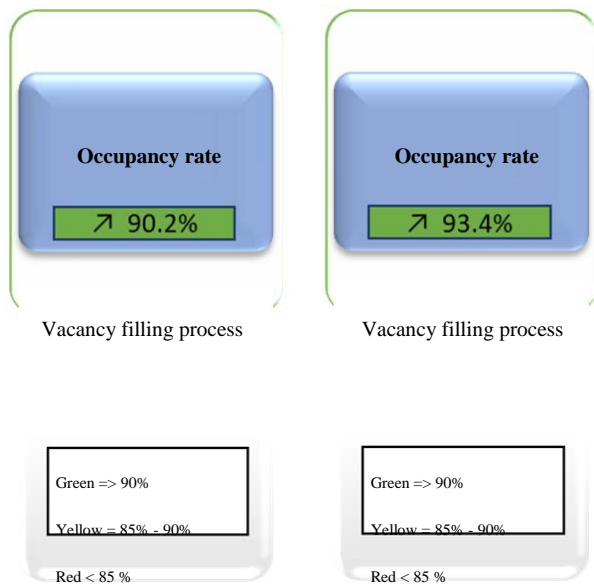 Occupancy rate
↗ 90.2%
Vacancy filling process
Green => 90%
Yellow = 85% - 90%
Red < 85 %
Occupancy rate
↗ 93.4%
Vacancy filling process
Green => 90%
Yellow = 85% - 90%
Red < 85 %